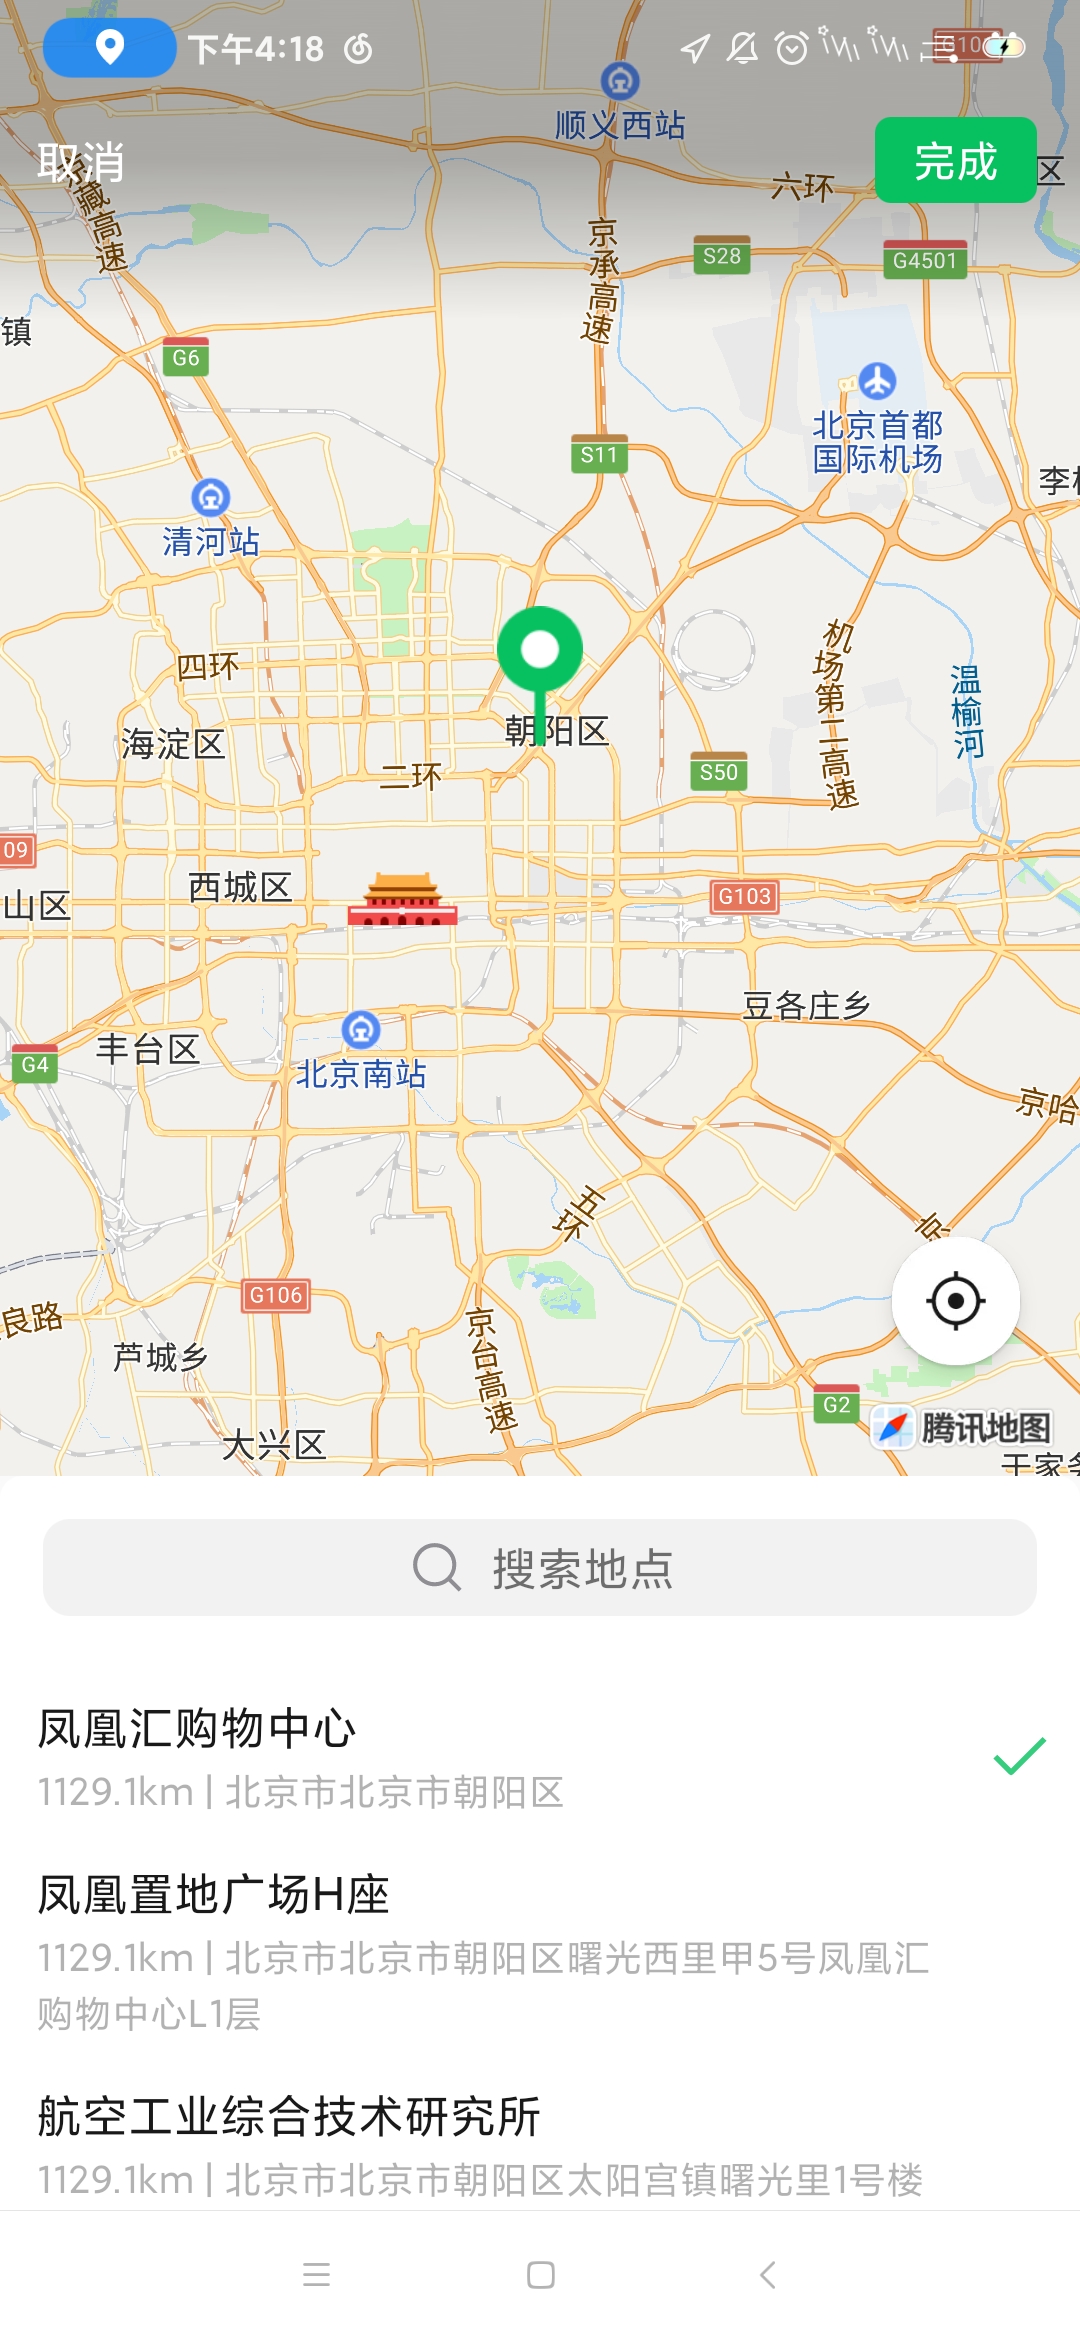 下午4:18
顺义西站
取消
完成
区
六环
京藏高速
京承高速
S28
G4501
镇
G6
北京首都
国际机场
S11
清河站
机场第二高速
四环
温榆河
朝阳区
海淀区
二环
S50
09
西城区
G103
山区
豆各庄乡
丰台区
G4
北京南站
京哈
五环
京
G106
良路
京台高速
芦城乡
G2
腾讯地图
大兴区
搜索地点
凤凰汇购物中心
1129.1km | 北京市北京市朝阳区
凤凰置地广场H座
1129.1km | 北京市北京市朝阳区曙光西里甲5号凤凰汇
购物中心L1层
航空工业综合技术研究所
1129.1km | 北京市北京市朝阳区太阳宫镇曙光里1号楼